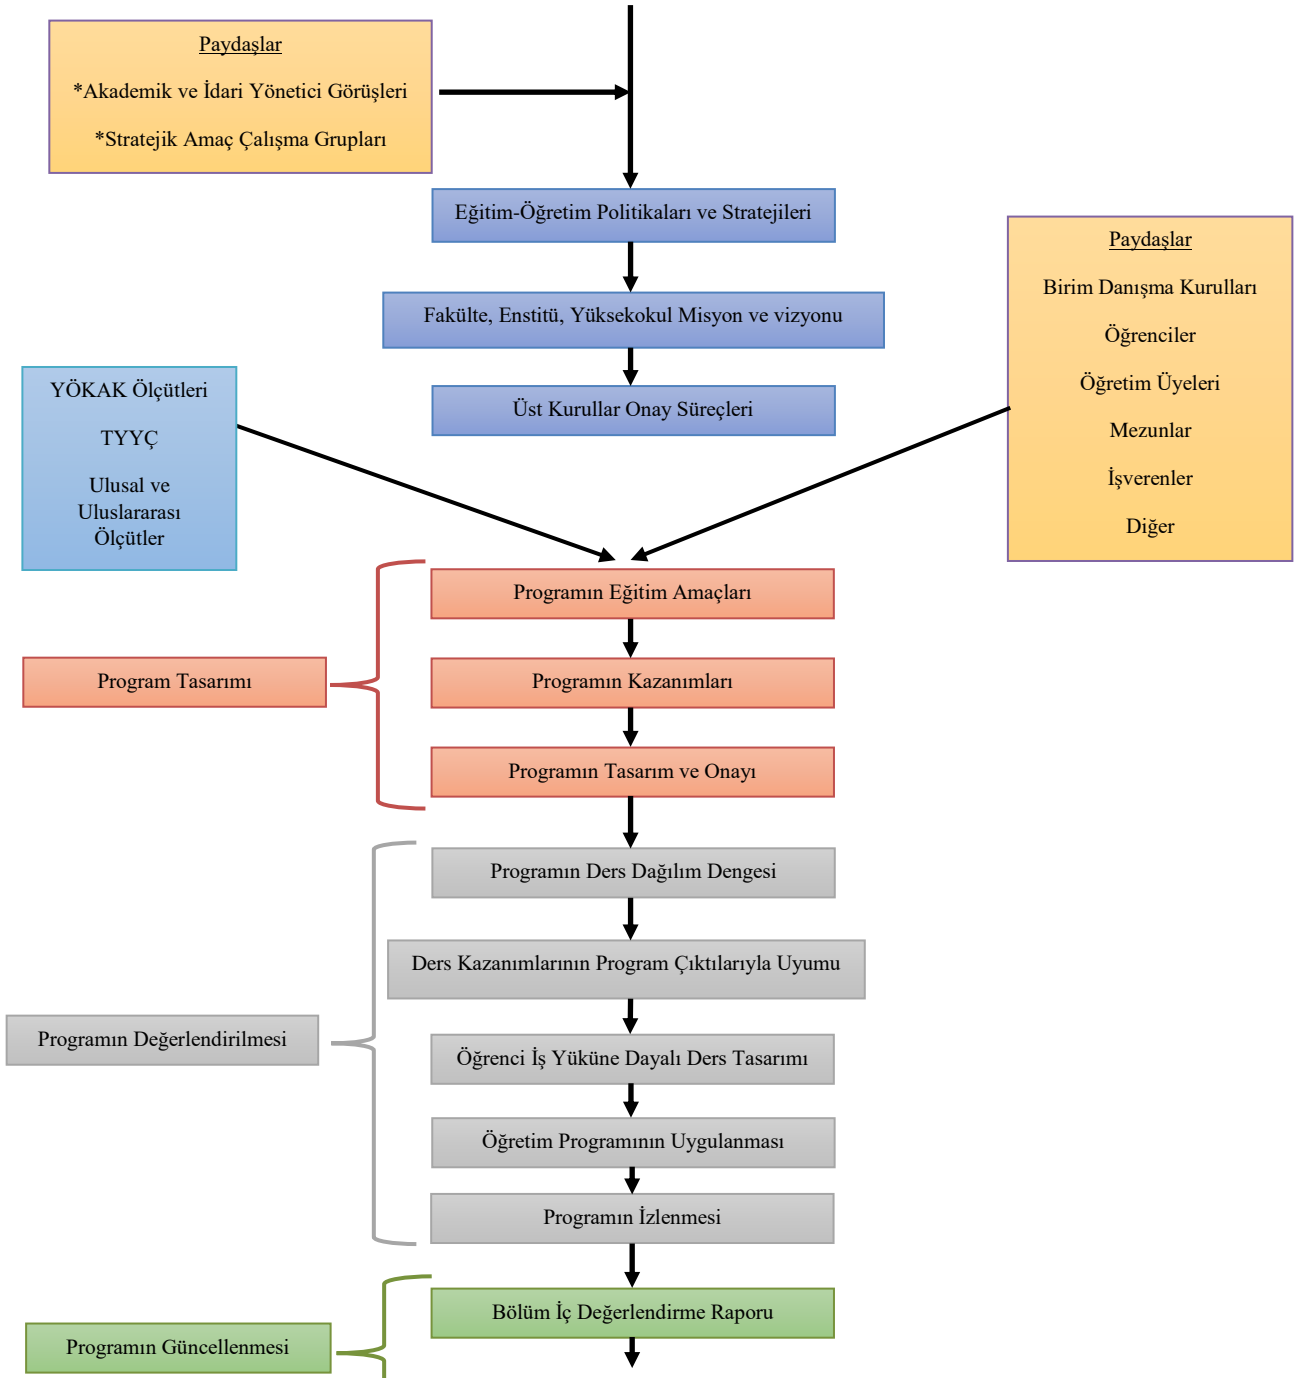 Paydaşlar
*Akademik ve İdari Yönetici Görüşleri
*Stratejik Amaç Çalışma Grupları
Eğitim-Öğretim Politikaları ve Stratejileri
Fakülte, Enstitü, Yüksekokul Misyon ve vizyonu
Üst Kurullar Onay Süreçleri
Paydaşlar
Birim Danışma Kurulları
Öğrenciler
Öğretim Üyeleri
Mezunlar
İşverenler
Diğer
YÖKAK Ölçütleri
TYYÇ
Ulusal ve
Uluslararası
Ölçütler
Programın Eğitim Amaçları
Program Tasarımı
Programın Kazanımları
Programın Tasarım ve Onayı
Programın Ders Dağılım Dengesi
Ders Kazanımlarının Program Çıktılarıyla Uyumu
Programın Değerlendirilmesi
Öğrenci İş Yüküne Dayalı Ders Tasarımı
Öğretim Programının Uygulanması
Programın İzlenmesi
Bölüm İç Değerlendirme Raporu
Programın Güncellenmesi